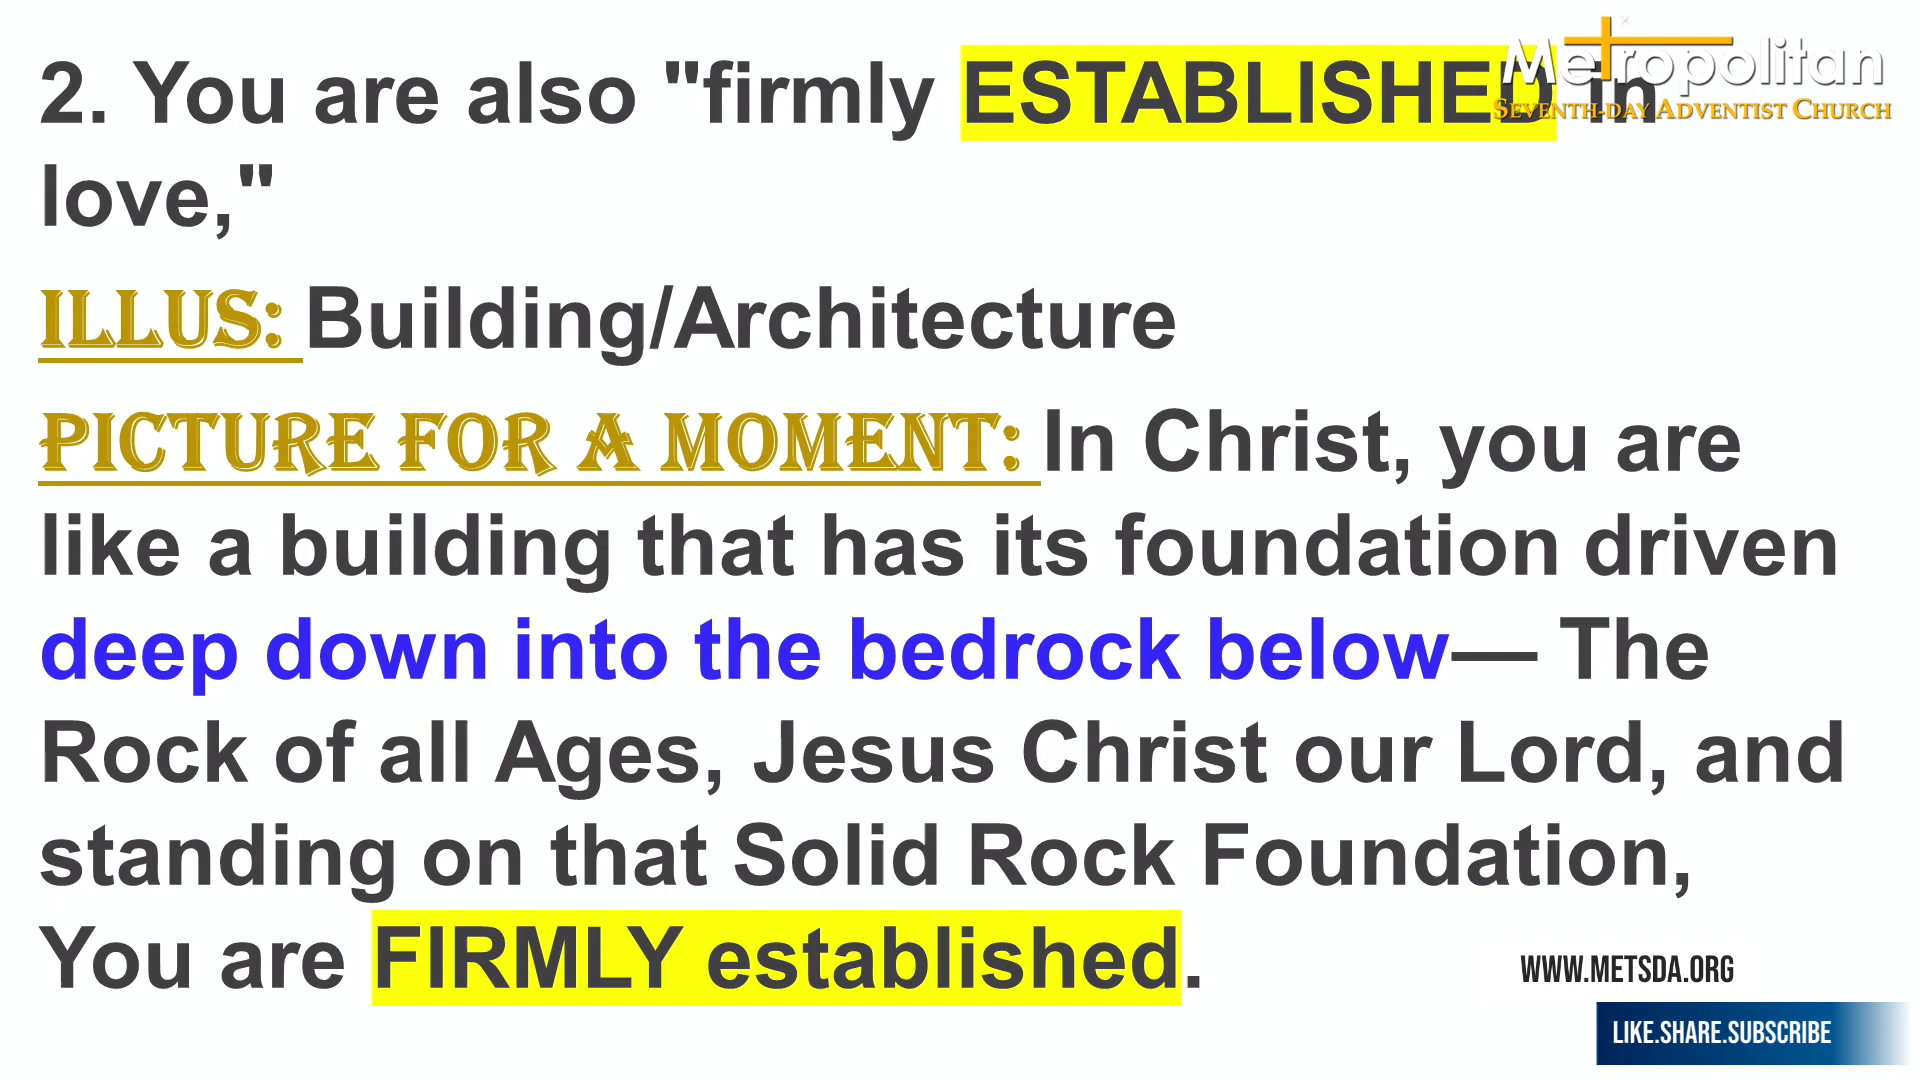 2. You are also "firmly ESTABLISHED in
love,"
Metropolitan
SEVENTH-DAY ADVENTIST CHURCH
ILLUS: Building/Architecture
PICTURE FOR A MOMENT: In Christ, you are
like a building that has its foundation driven
deep down into the bedrock below— The
Rock of all Ages, Jesus Christ our Lord, and
standing on that Solid Rock Foundation,
You are FIRMLY established.
WWW.METSDA.ORG
LIKE.SHARE.SUBSCRIBE